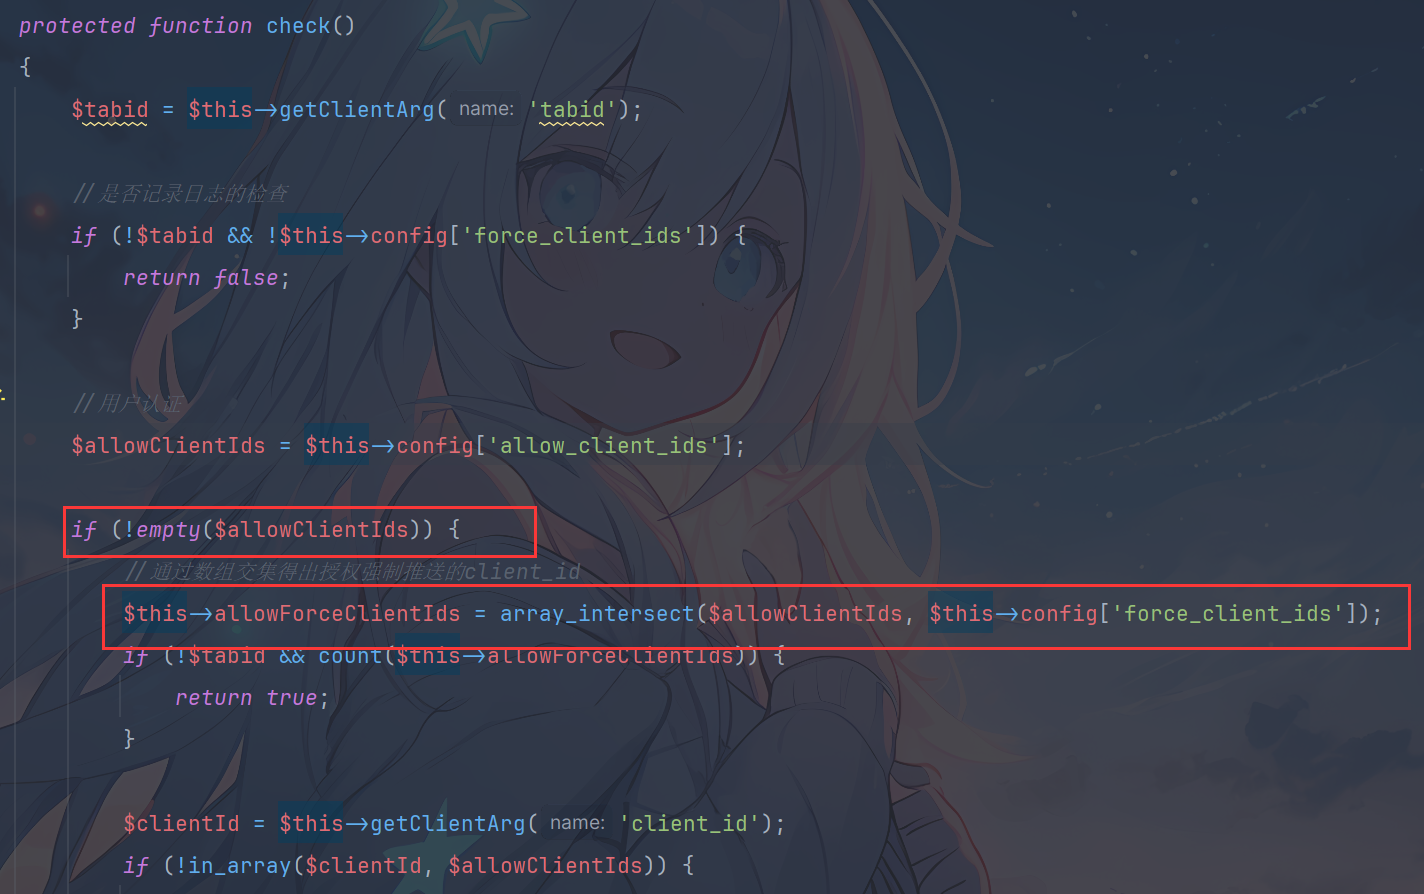 protected function check()
{
$tabid = $this->getClientArg( name: 'tabid');
// 是否记录日志的检查
if (!$tabid && !$this->config['force_client_ids']) {
return false;
}
// 用户认证
$allowClientIds = $this->config['allow_client_ids'];
if (!empty($allowClientIds)) {
// 通过数组交集得出授权强制推送的client_id
$this->allowForceClientIds = array_intersect($allowClientIds, $this->config['force_client_ids']);
if (!$tabid && count($this->allowForceClientIds)) {
return true;
}
$clientId = $this->getClientArg( name: 'client_id');
if (!in_array($clientId, $allowClientIds)) {